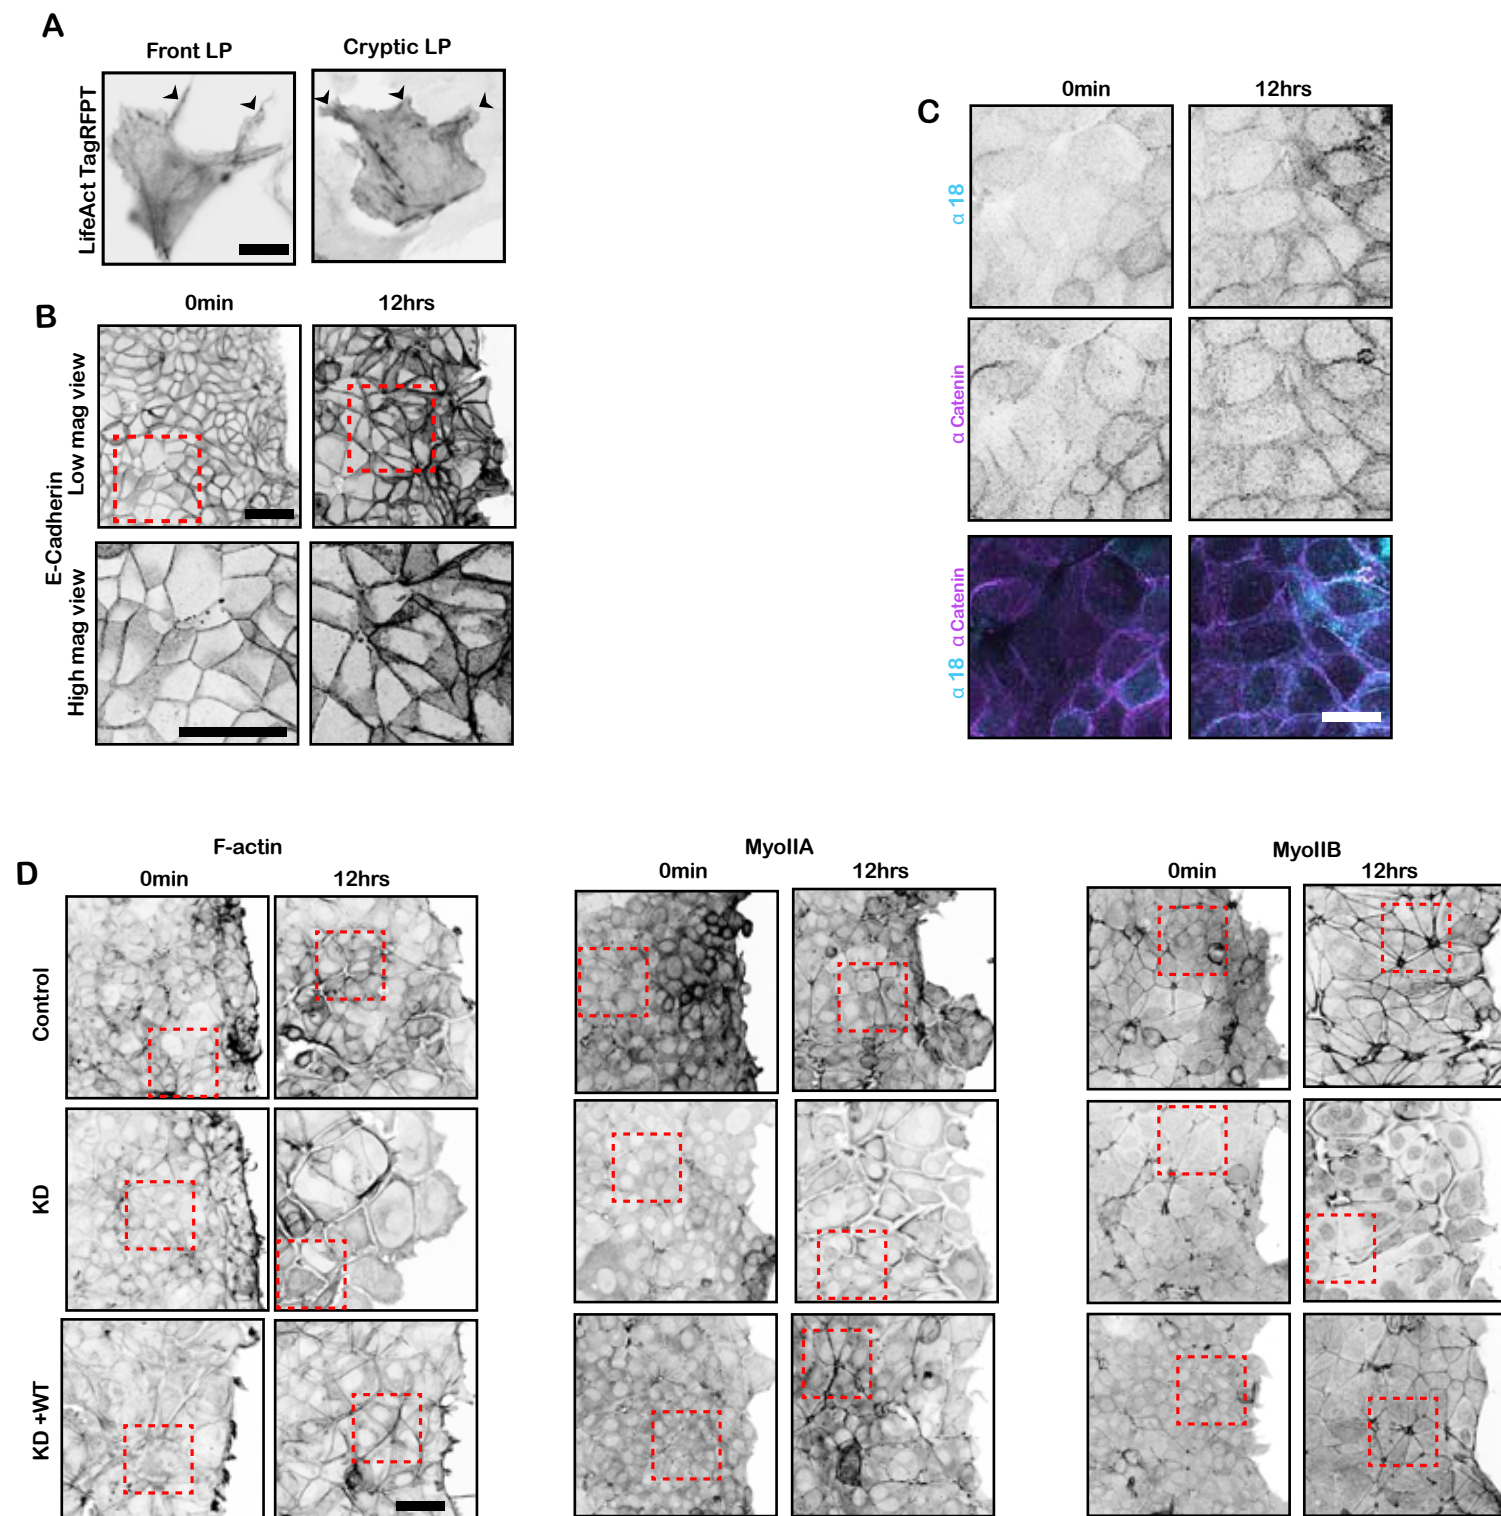 A
Front LP
Cryptic LP
LifeAct TagRFPT
B
0min
12hrs
E-Cadherin
Low mag view
High mag view
C
0min
12hrs
α 18
α Catenin
α 18 α Catenin
D
F-actin
0min
12hrs
MyoIIA
0min
12hrs
MyoIIB
0min
12hrs
Control
KD
KD +WT